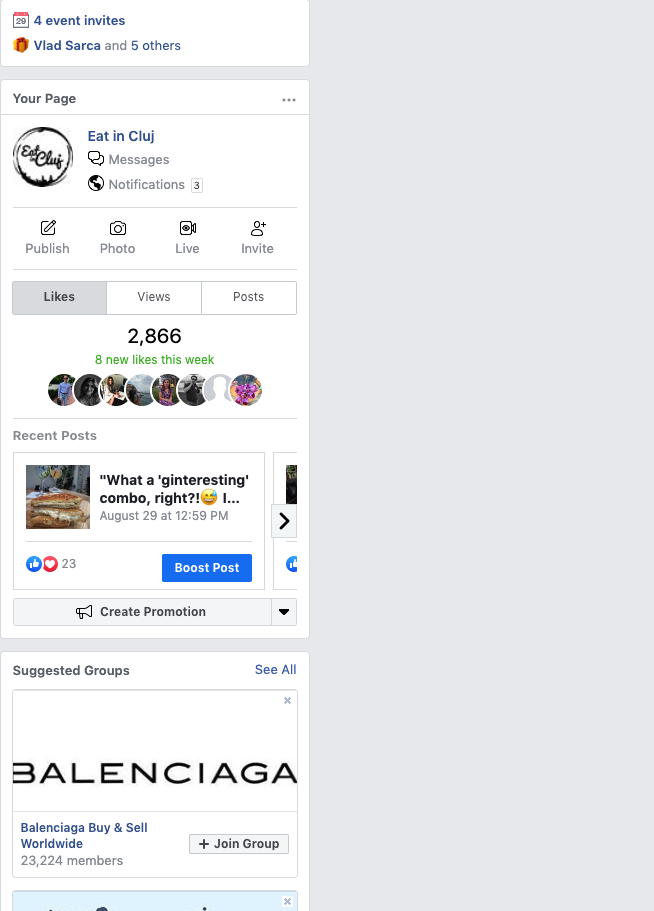 29
4 event invites
Vlad Sarca and 5 others
Your Page
Eat in Cluj
Eat in Cluj
Messages
Notifications 3
Publish Photo Live Invite
Likes Views Posts
2,866
8 new likes this week
Recent Posts
"What a 'ginteresting'
combo, right?!😅 I...
August 29 at 12:59 PM
23
Boost Post
Create Promotion
Suggested Groups See All
BALENCIAGA
Balenciaga Buy & Sell
Worldwide
23,224 members
+ Join Group